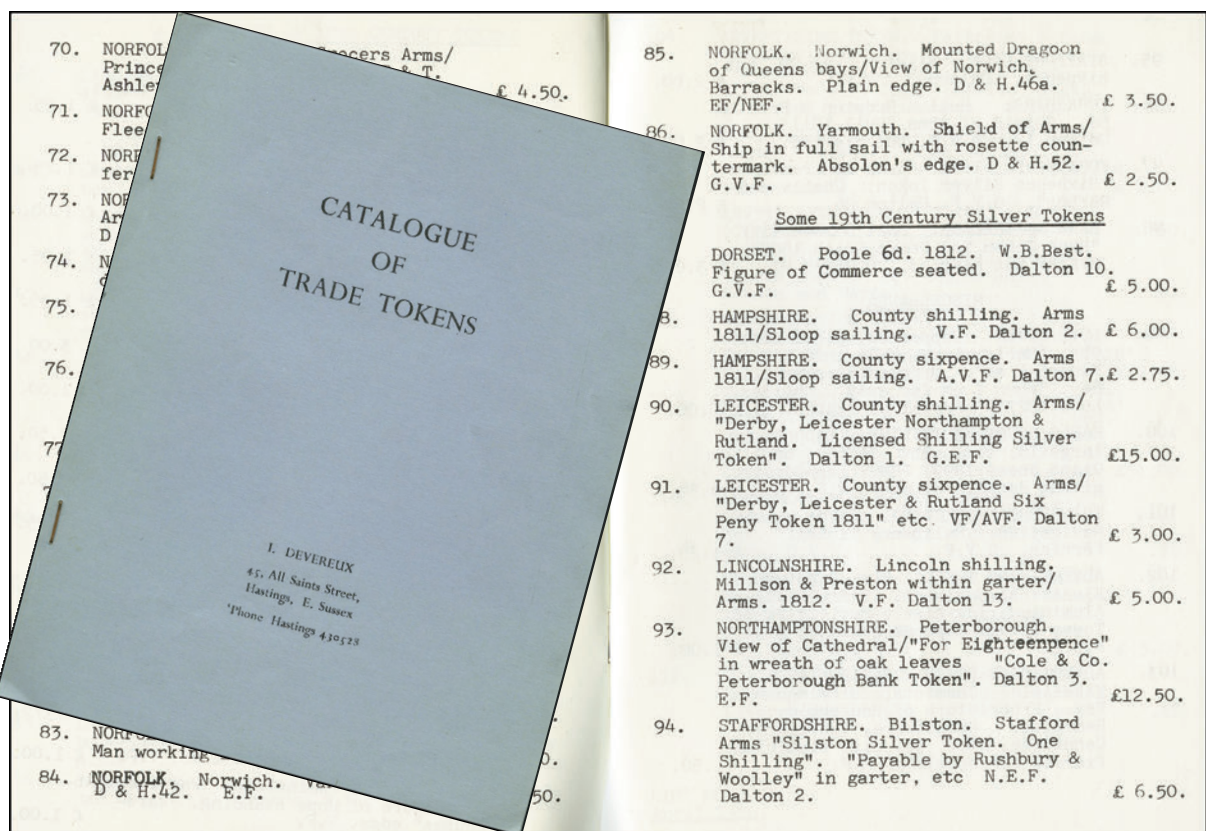 70. NORFOL ocers Arms/
Prince & T.
Ashle £ 4.50.
71. NORFO
Flee
72. NORF
fer
73. NOR
Ar
D
74. N
75.
76.
77
83. NORF
Man working
84. NORFOLK. Norwich. Va
D & H.42. E.F. 50.
CATALOGUE
OF
TRADE TOKENS
I. DEVEREUX
45, All Saints Street,
Hastings, E. Sussex
'Phone Hastings 430528
85. NORFOLK. Norwich. Mounted Dragoon
of Queens bays/View of Norwich.
Barracks. Plain edge. D & H.46a.
EF/NEF. £ 3.50.
86. NORFOLK. Yarmouth. Shield of Arms/
Ship in full sail with rosette coun-
termark. Absolon's edge. D & H.52.
G.V.F. £ 2.50.
Some 19th Century Silver Tokens
DORSET. Poole 6d. 1812. W.B.Best.
Figure of Commerce seated. Dalton 10.
G.V.F. £ 5.00.
8. HAMPSHIRE. County shilling. Arms
1811/Sloop sailing. V.F. Dalton 2. £ 6.00.
89. HAMPSHIRE. County sixpence. Arms
1811/Sloop sailing. A.V.F. Dalton 7.£ 2.75.
90. LEICESTER. County shilling. Arms/
"Derby, Leicester Northampton &
Rutland. Licensed Shilling Silver
Token". Dalton 1. G.E.F. £15.00.
91. LEICESTER. County sixpence. Arms/
"Derby, Leicester & Rutland Six
Peny Token 1811" etc. VF/AVF. Dalton
7. £ 3.00.
92. LINCOLNSHIRE. Lincoln shilling.
Millson & Preston within garter/
Arms. 1812. V.F. Dalton 13. £ 5.00.
93. NORTHAMPTONSHIRE. Peterborough.
View of Cathedral/"For Eighteenpence"
in wreath of oak leaves "Cole & Co.
Peterborough Bank Token". Dalton 3.
E.F. £12.50.
94. STAFFORDSHIRE. Bilston. Stafford
Arms "Silston Silver Token. One
Shilling". "Payable by Rushbury &
Woolley" in garter, etc N.E.F.
Dalton 2. £ 6.50.